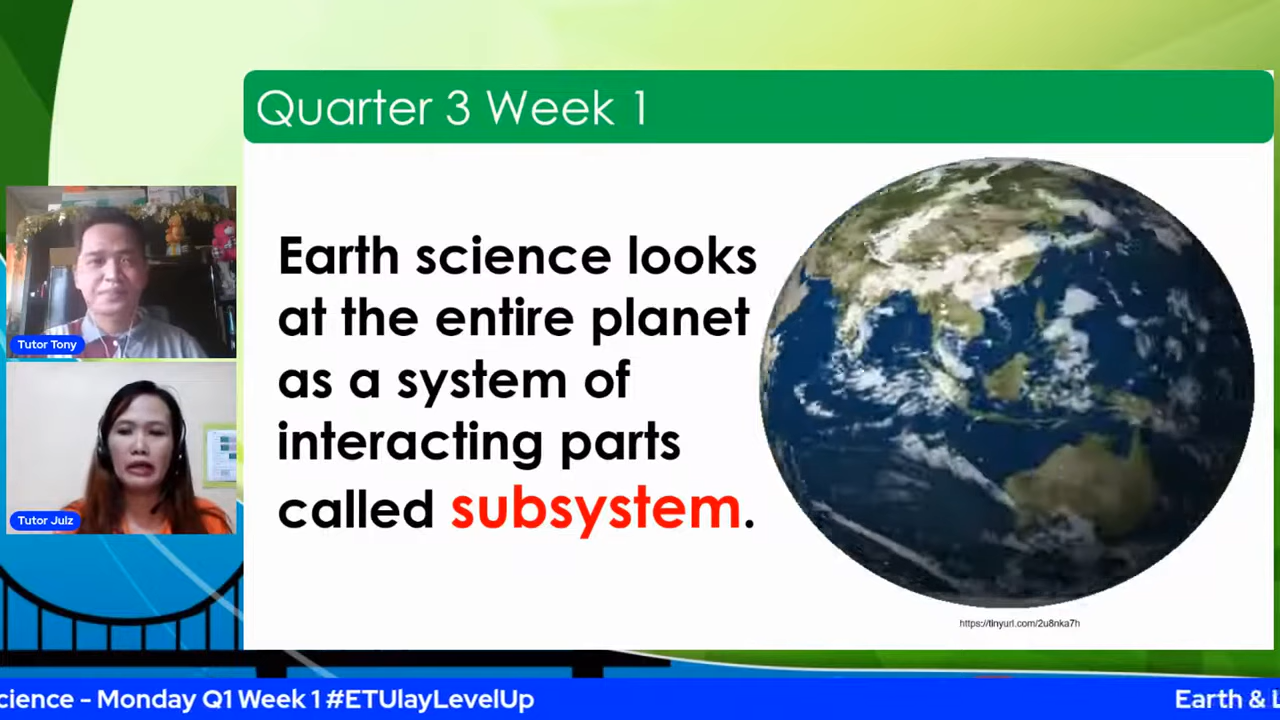 Quarter 3 Week 1
Earth science looks
at the entire planet
as a system of
interacting parts
called subsystem.
https://tinyurl.com/2u8nka7h
Tutor Tony
Tutor Julz
cience - Monday Q1 Week 1 #ETUlayLevelUp
Earth & L